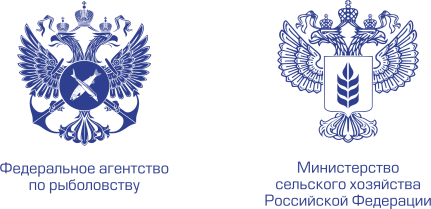 Федеральное агентство
по рыболовству
Министерство
сельского хозяйства
Российской Федерации